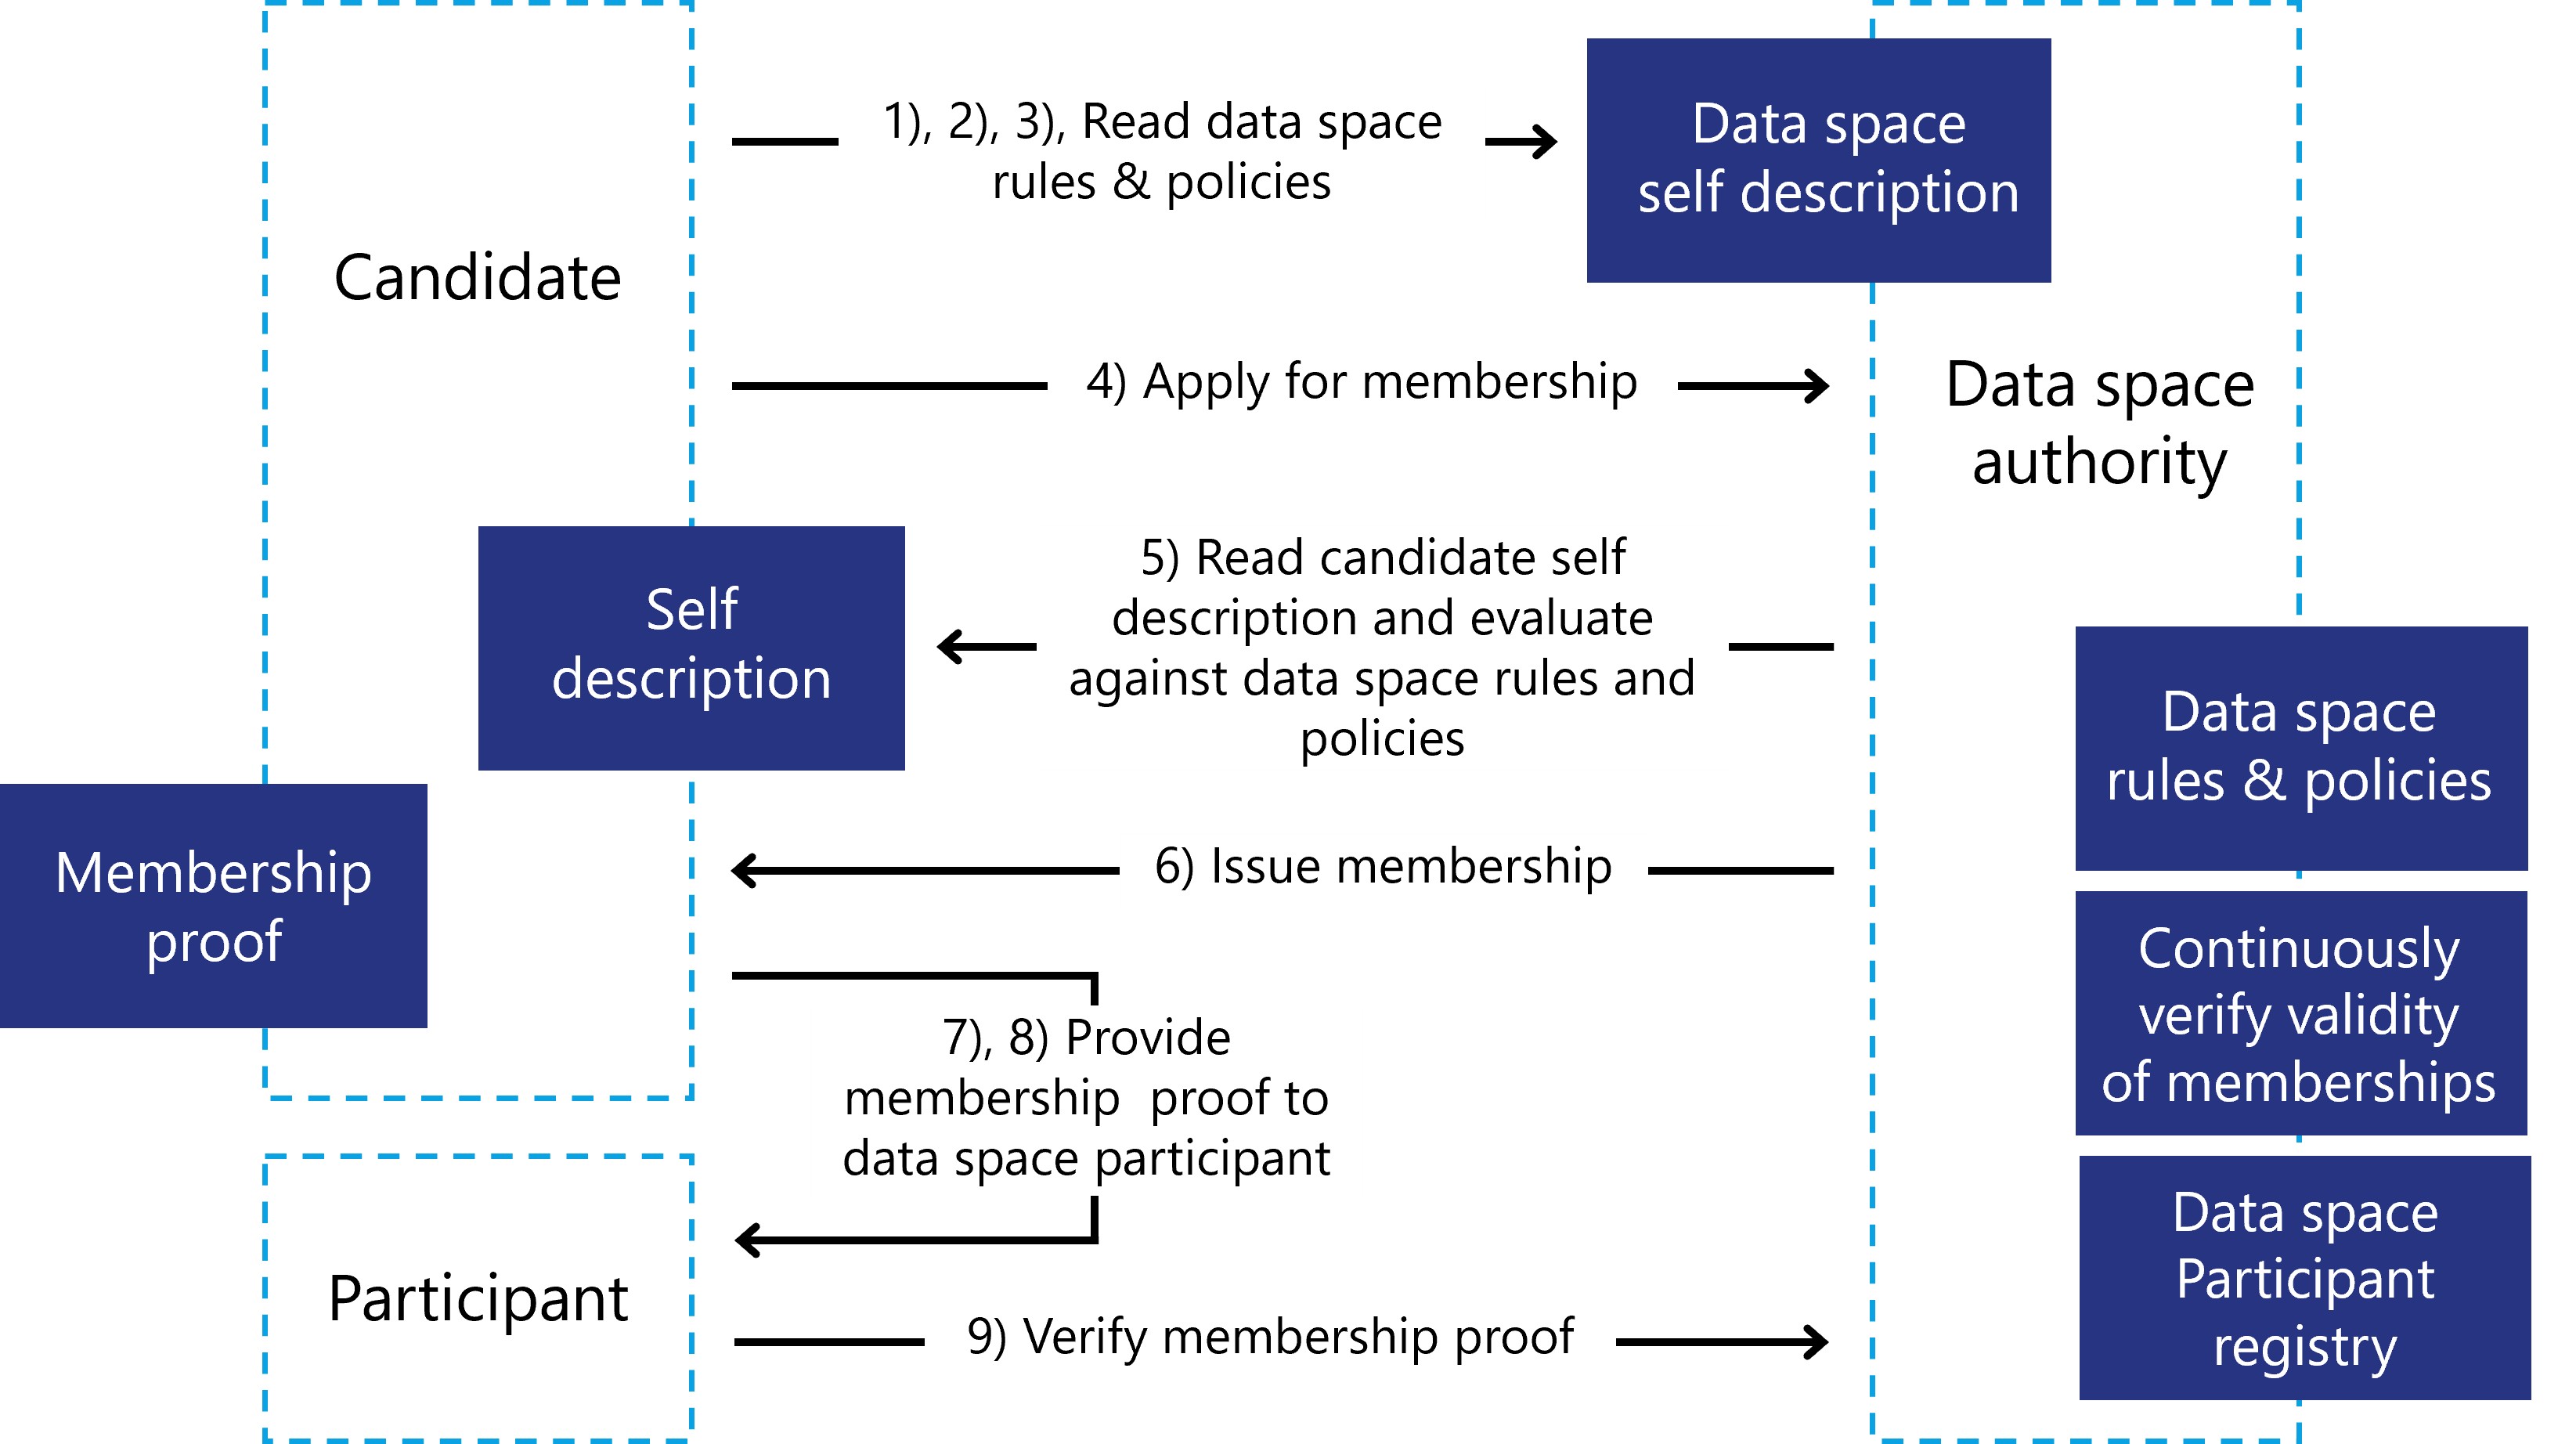 1), 2), 3), Read data space
rules & policies
Data space
self description
Candidate
4) Apply for membership
Data space
authority
5) Read candidate self
description and evaluate
against data space rules and
policies
Self
description
Data space
rules & policies
Membership
proof
6) Issue membership
Continuously
verify validity
of memberships
7), 8) Provide
membership  proof to
data space participant
Data space
Participant
registry
Participant
9) Verify membership proof